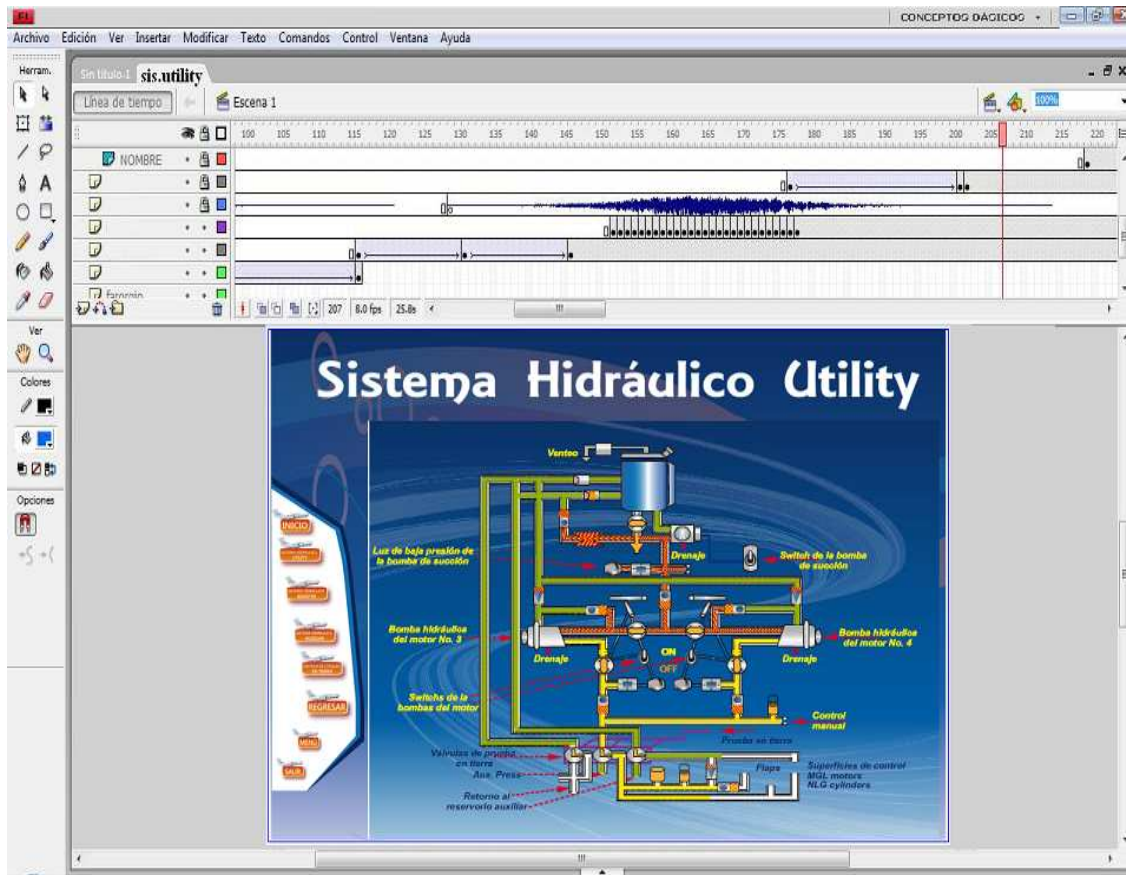 FL
CONCEPTOS BÁSICOS
Archivo Edición Ver Insertar Modificar Texto Comandos Control Ventana Ayuda
Herram.
Sin título-1 sis.utility
Línea de tiempo
Escena 1
100%
100 105 110 115 120 125 130 135 140 145 150 155 160 165 170 175 180 185 190 195 200 205 210 215 220
NOMBRE
207 8.0 fps 25.8s
Ver
Colores
Opciones
Sistema Hidráulico Utility
Venteo
Luz de baja presión de
la bomba de succión
Drenaje
Switch de la bomba
de succión
Bomba hidráulica
del motor No. 3
Drenaje
ON
OFF
Drenaje
Bomba hidráulica
del motor No. 4
Switchs de la
bombas del motor
Control
manual
Prueba en tierra
Válvulas de prueba
en tierra
Aux. Press
Retorno al
reservorio auxiliar
Flaps
Superficies de control
MGL motors
NLG cylinders
INICIO
REGRESAR
MENÚ
SALIR